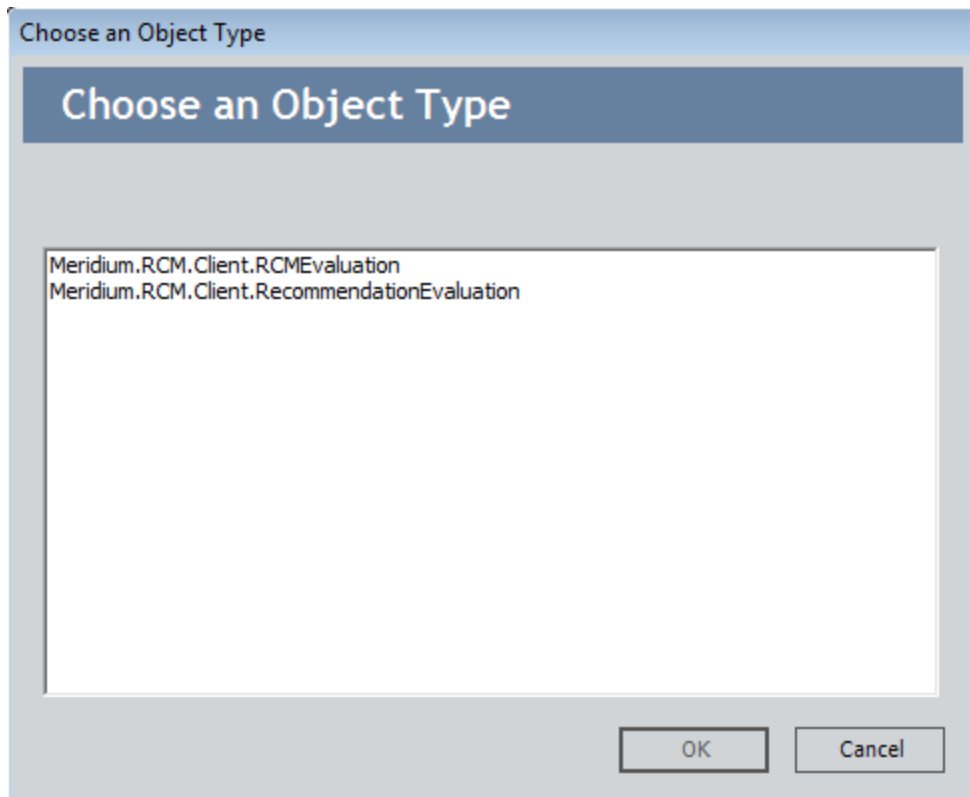 Choose an Object Type
Choose an Object Type
Meridium.RCM.Client.RCMEvaluation
Meridium.RCM.Client.RecommendationEvaluation
OK
Cancel